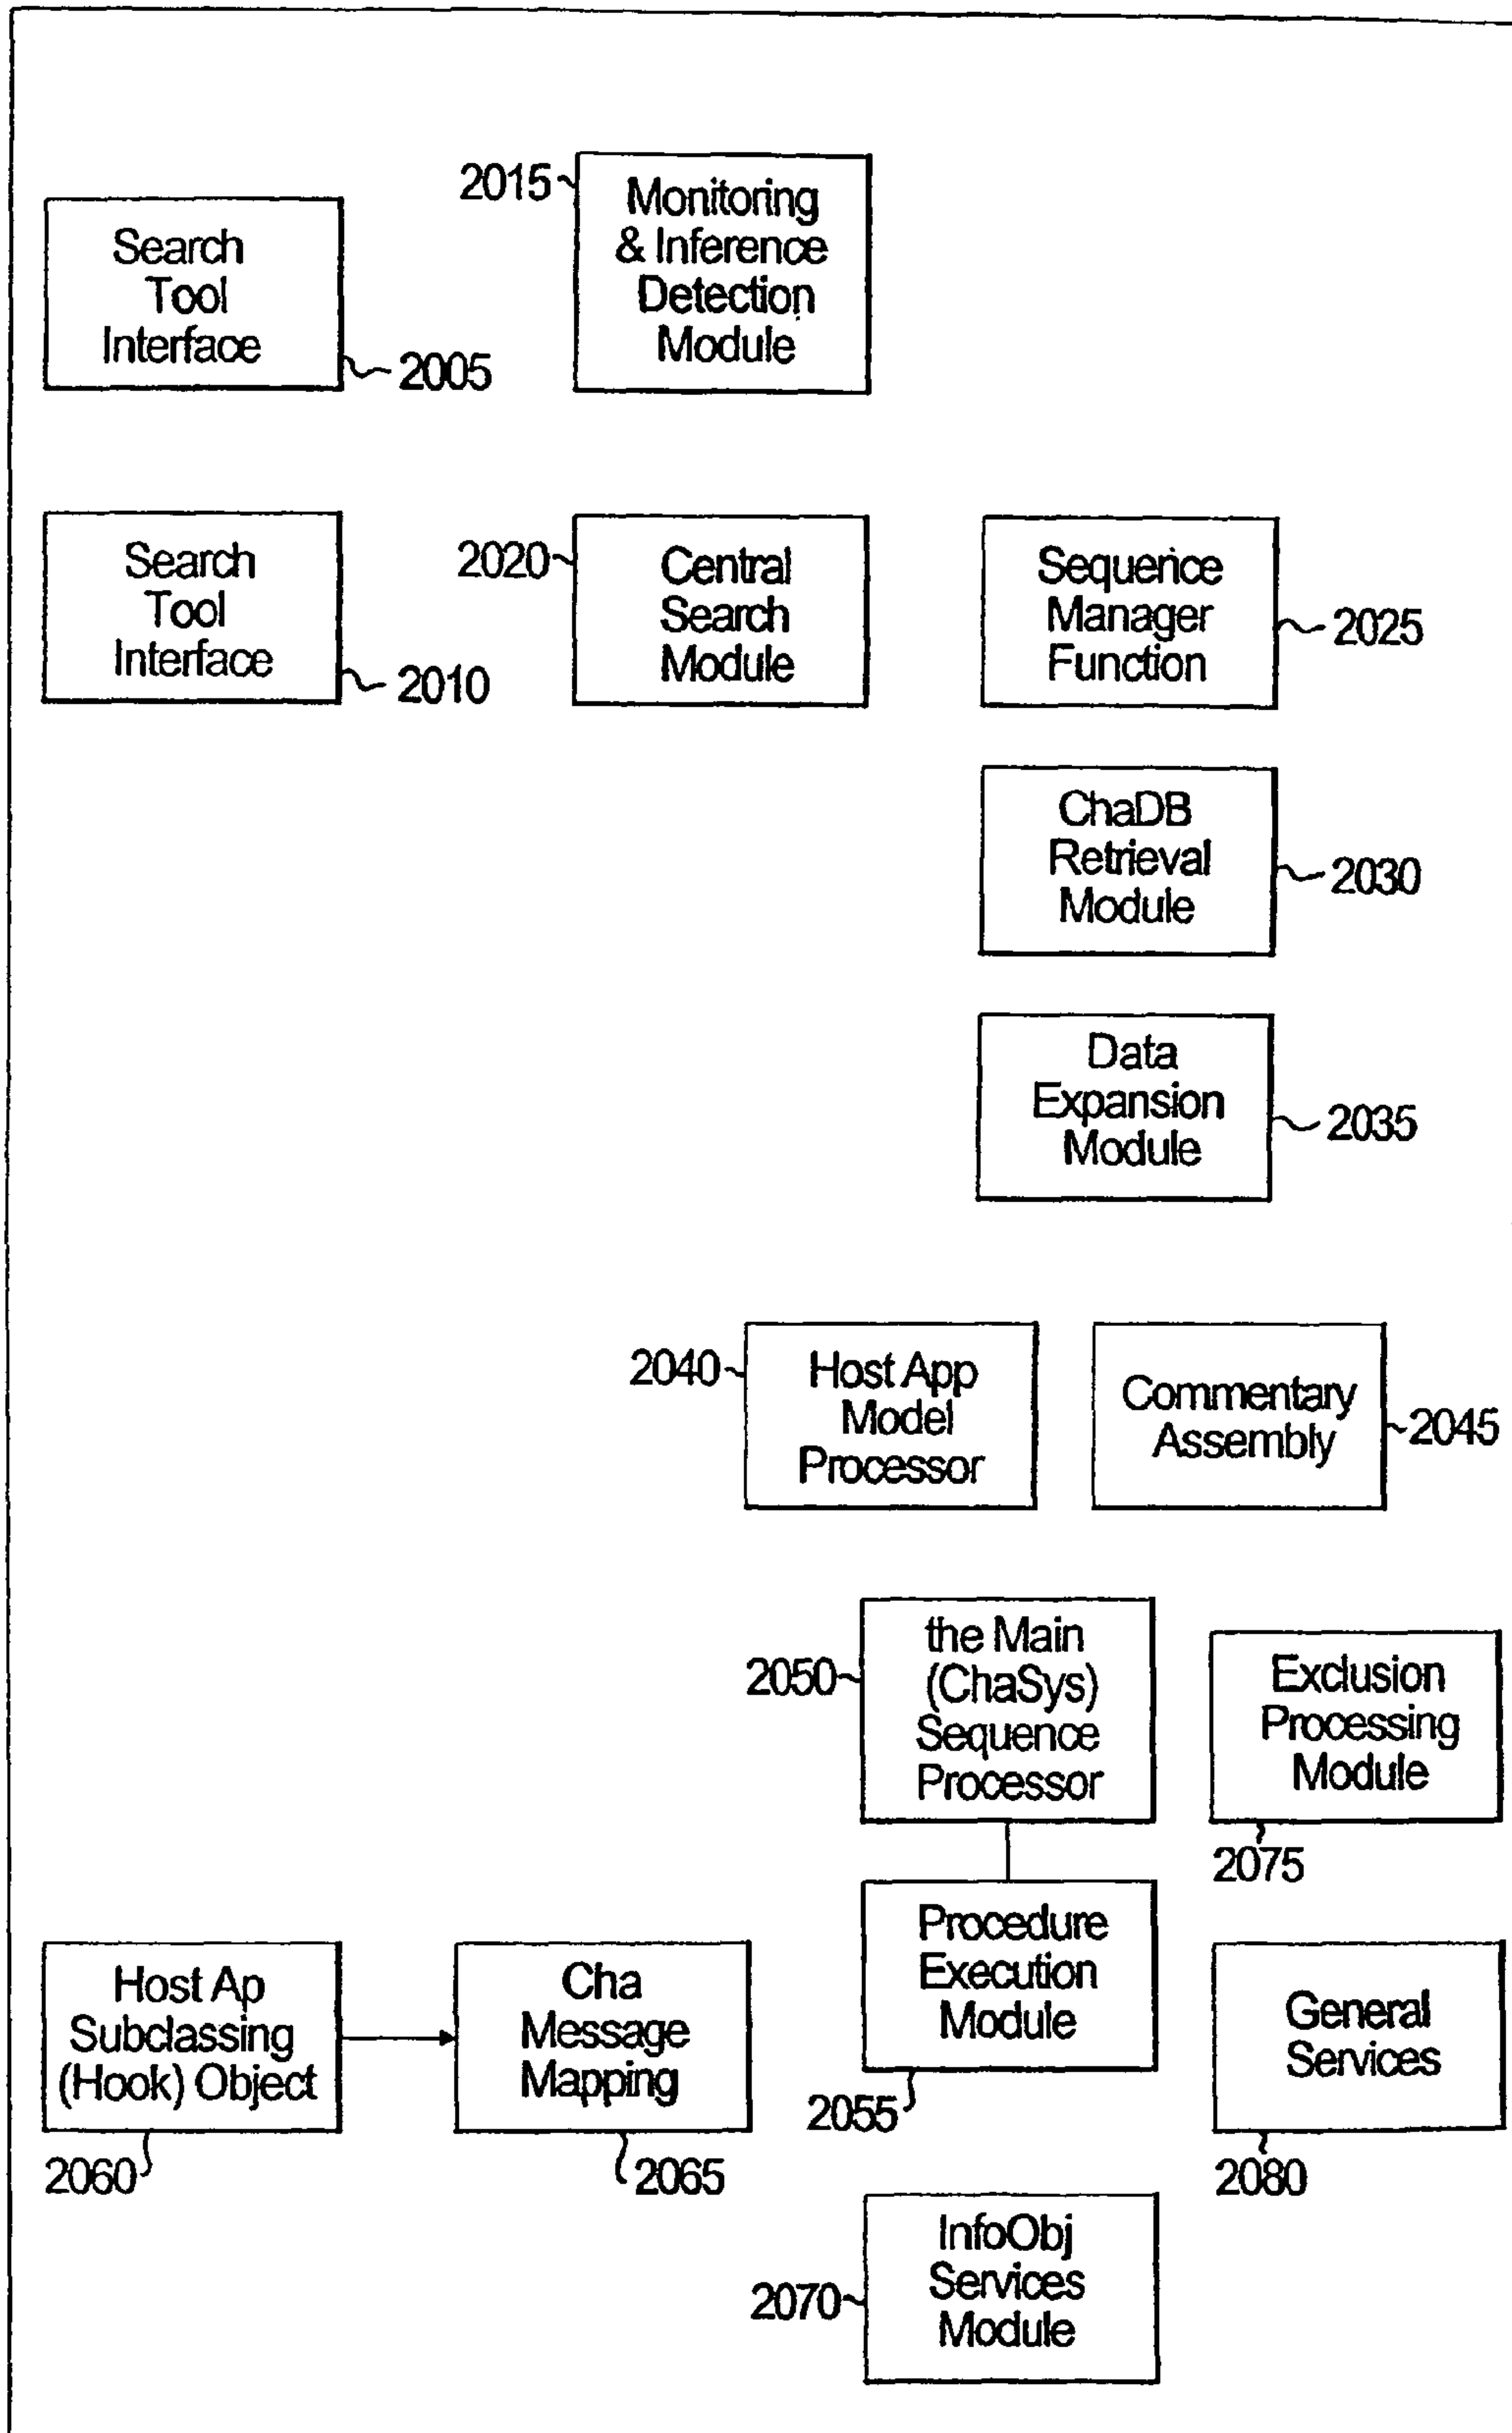 2015
Monitoring
& Inference
Detection
Module
Search
Tool
Interface
2005
Search
Tool
Interface
2010
2020
Central
Search
Module
Sequence
Manager
Function
2025
ChaDB
Retrieval
Module
2030
Data
Expansion
Module
2035
2040
Host App
Model
Processor
Commentary
Assembly
2045
2050
the Main
(ChaSys)
Sequence
Processor
Exclusion
Processing
Module
2075
Procedure
Execution
Module
2055
Host Ap
Subclassing
(Hook) Object
2060
Cha
Message
Mapping
2065
General
Services
2080
2070
InfoObj
Services
Module